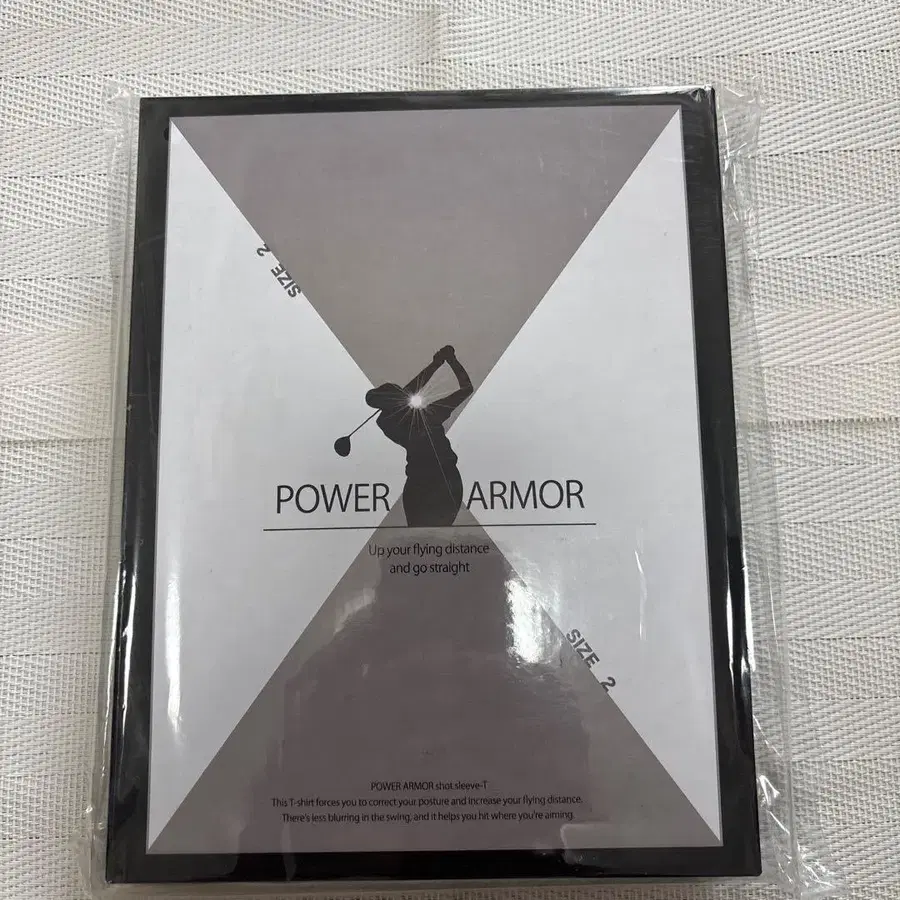 SIZE 2
POWER ARMOR
Up your flying distance
and go straight
SIZE 2
POWER ARMOR shot sleeve-T
This T-shirt forces you to correct your posture and increase your flying distance.
There's less blurring in the swing, and it helps you hit where you're aiming.